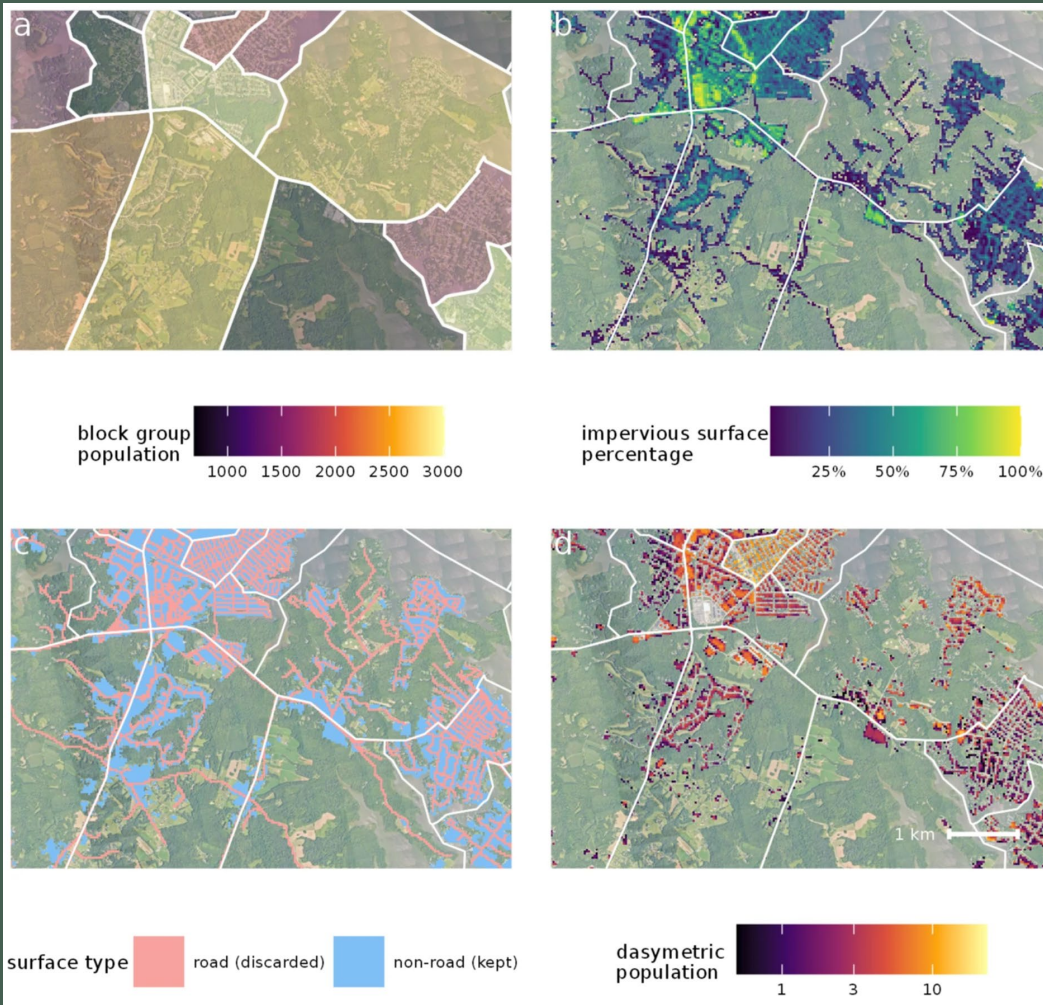 a
b
block group
population
1000 1500 2000 2500 3000
impervious surface
percentage
25% 50% 75% 100%
c
d
1 km
surface type road (discarded) non-road (kept)
dasymetric
population
1 3 10